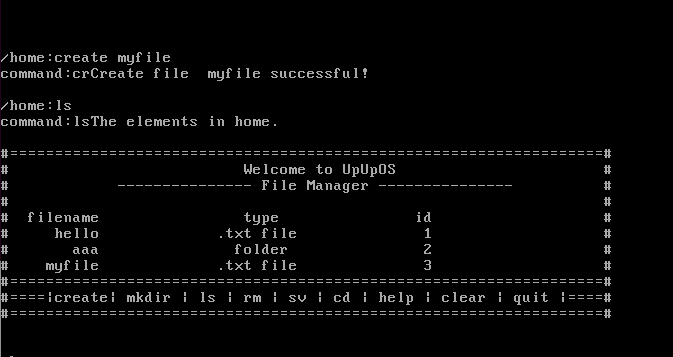 /home:create myfile
command:crCreate file  myfile successful!
/home:ls
command:lsThe elements in home.
#==================================================================#
# Welcome to UpUpOS #
# --------------- File Manager --------------- #
# #
# filename type id #
# hello .txt file 1 #
# aaa folder 2 #
# myfile .txt file 3 #
#==================================================================#
#====¦create¦ mkdir ¦ ls ¦ rm ¦ sv ¦ cd ¦ help ¦ clear ¦ quit ¦====#
#==================================================================#